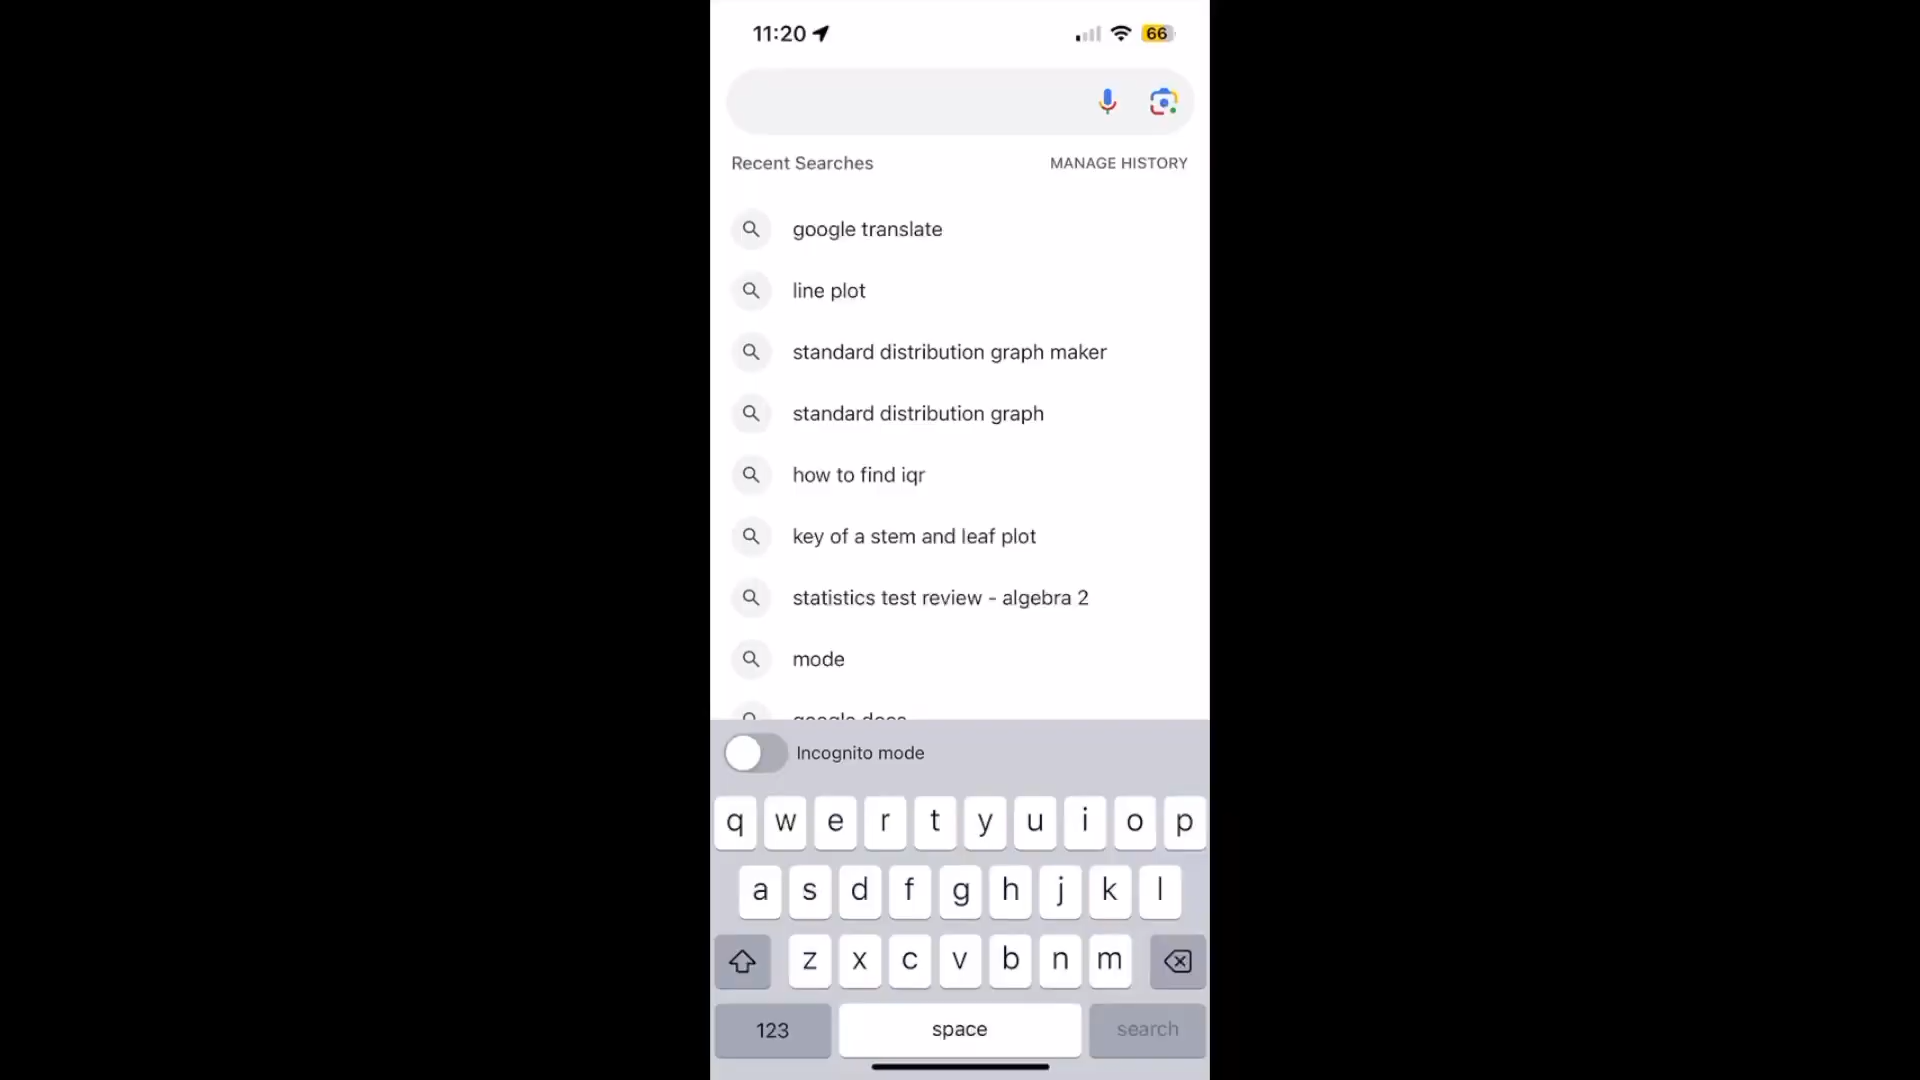 11:20
66
Recent Searches MANAGE HISTORY
google translate
line plot
standard distribution graph maker
standard distribution graph
how to find iqr
key of a stem and leaf plot
statistics test review - algebra 2
mode
google docs
Incognito mode
q w e r t y u i o p
a s d f g h j k l
z x c v b n m
123 space search